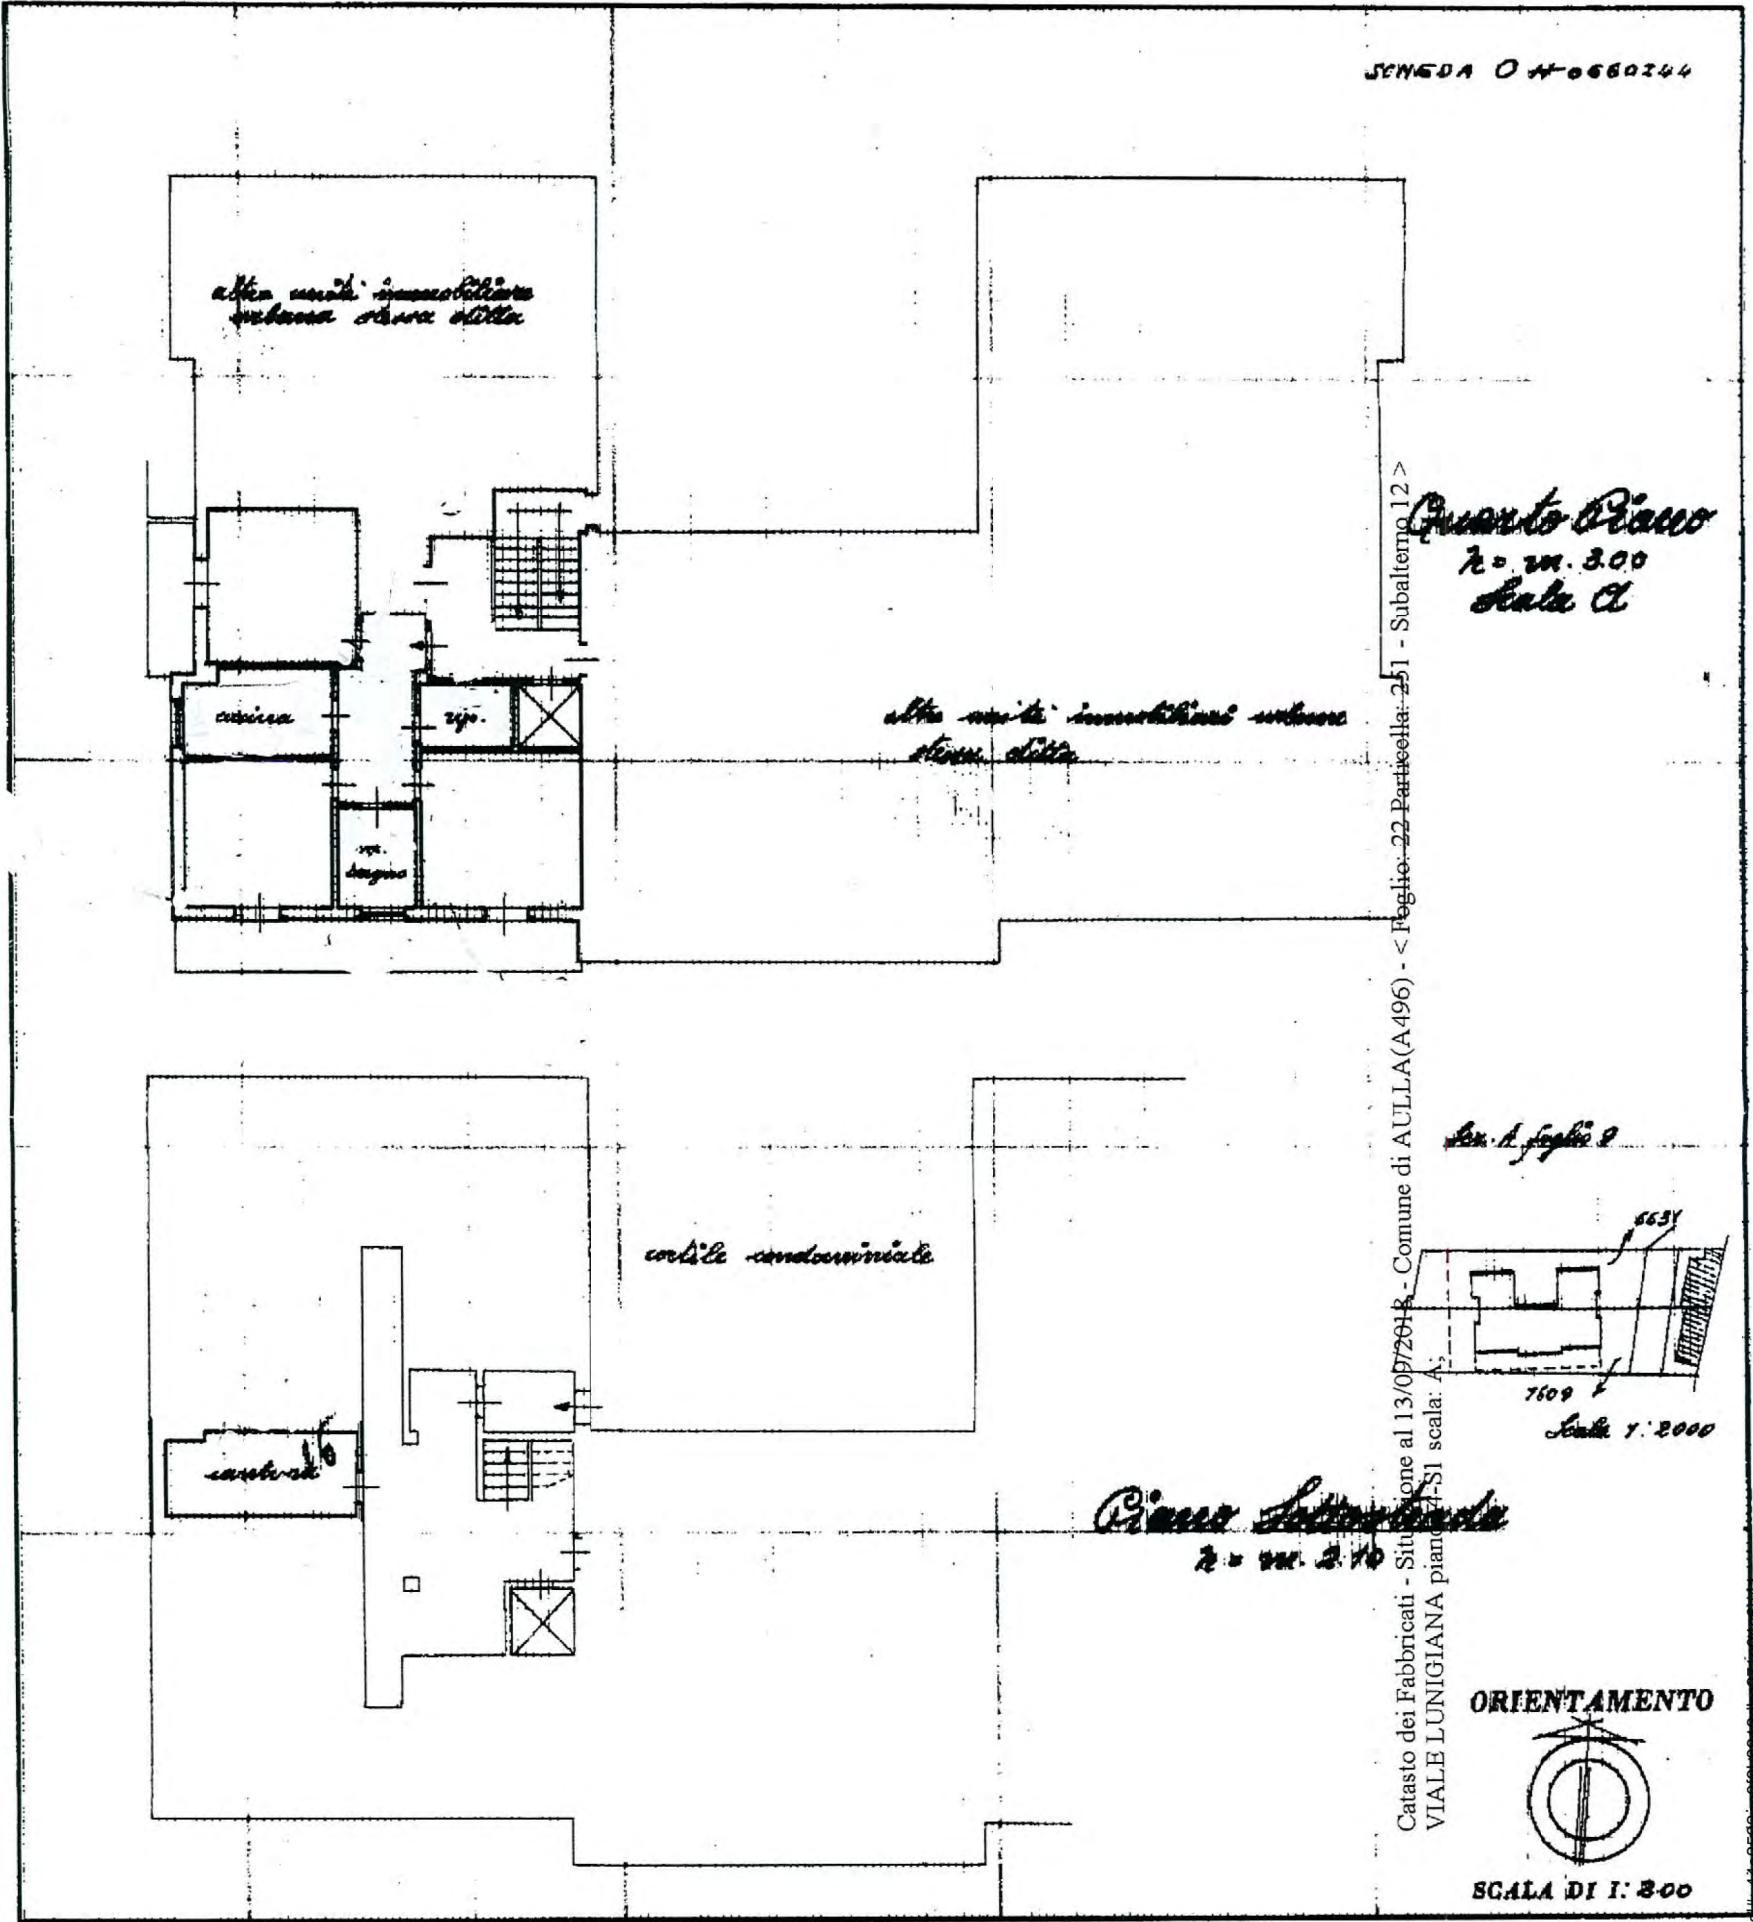 SCHEDA O N° 0660244
altra unità immobiliare
urbana stessa ditta
Quarto Piano
h = m. 3.00
Scala A
cucina
rip.
altre unità immobiliari urbane
stessa ditta
bagno
Sez. A foglio 9
cortile condominiale
7609
Scala 1:2000
cantina
16
Piano Sottostrada
h = m. 2.10
ORIENTAMENTO
SCALA DI 1: 200
Catasto dei Fabbricati - Situazione al 13/09/2018 - Comune di AULLA(A496) - < Foglio: 22 Particella: 251 - Subalterno 12 >
VIALE LUNIGIANA piano: 4-S1 scala: A;